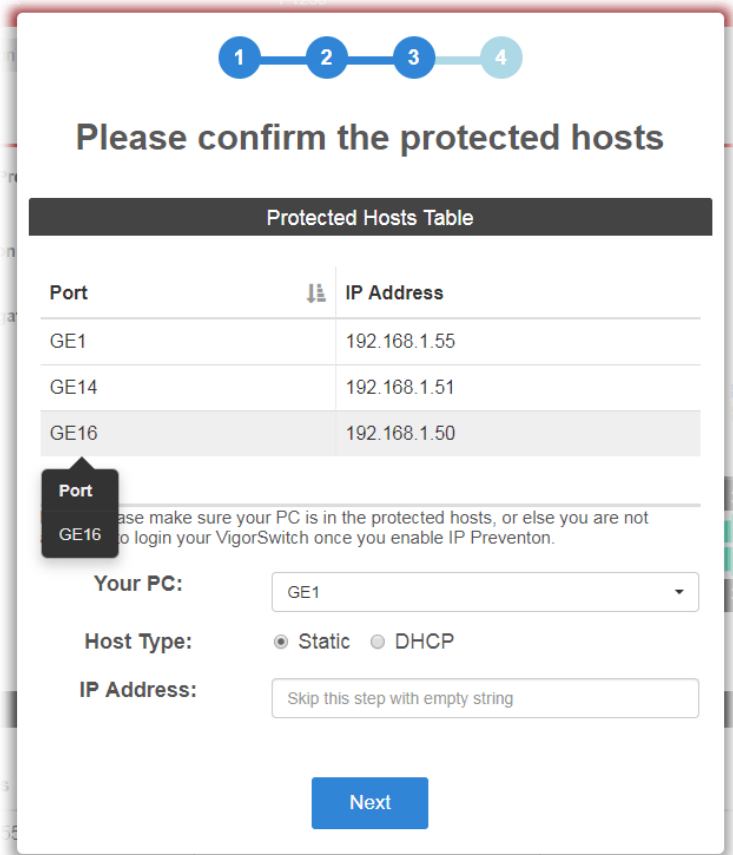 1 2 3 4
Please confirm the protected hosts
Protected Hosts Table
Port IP Address
GE1 192.168.1.55
GE14 192.168.1.51
GE16 192.168.1.50
Port
GE16
ase make sure your PC is in the protected hosts, or else you are not
to login your VigorSwitch once you enable IP Preventon.
Your PC: GE1
Host Type: Static DHCP
IP Address: Skip this step with empty string
Next